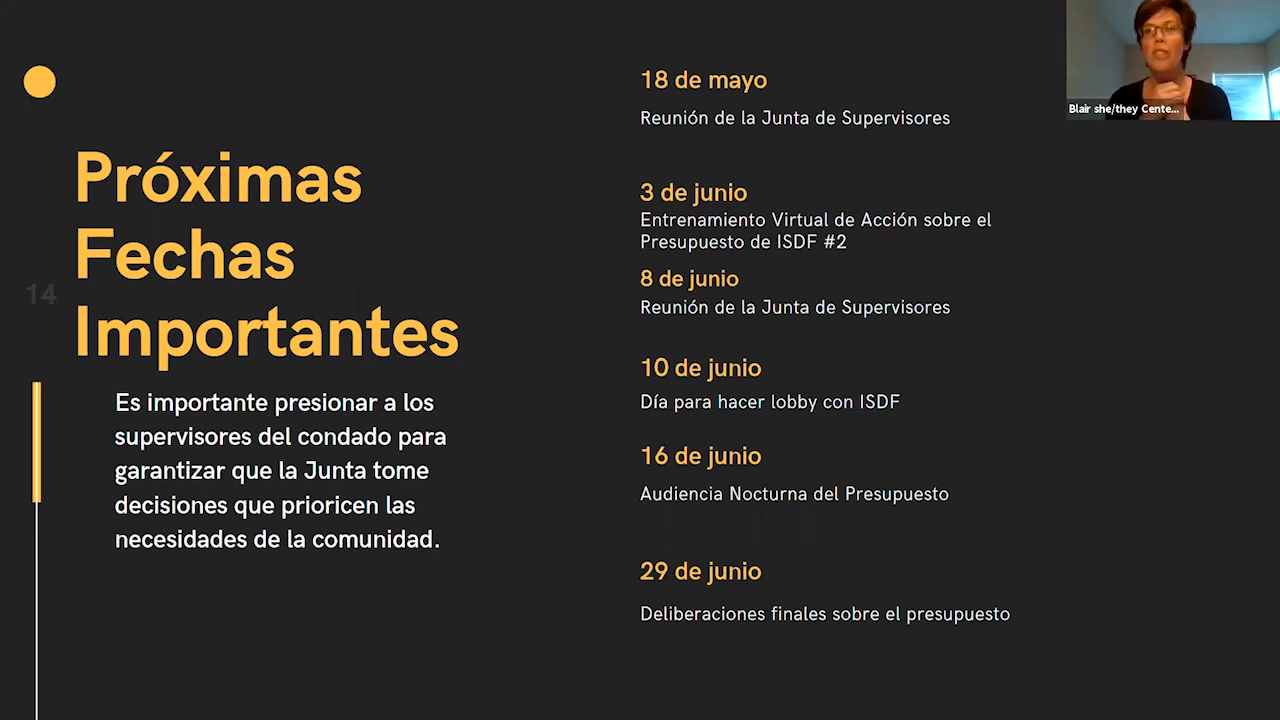 Próximas
Fechas
Importantes
14
Es importante presionar a los
supervisores del condado para
garantizar que la Junta tome
decisiones que prioricen las
necesidades de la comunidad.
18 de mayo
Reunión de la Junta de Supervisores
3 de junio
Entrenamiento Virtual de Acción sobre el
Presupuesto de ISDF #2
8 de junio
Reunión de la Junta de Supervisores
10 de junio
Día para hacer lobby con ISDF
16 de junio
Audiencia Nocturna del Presupuesto
29 de junio
Deliberaciones finales sobre el presupuesto
Blair she/they Cente...